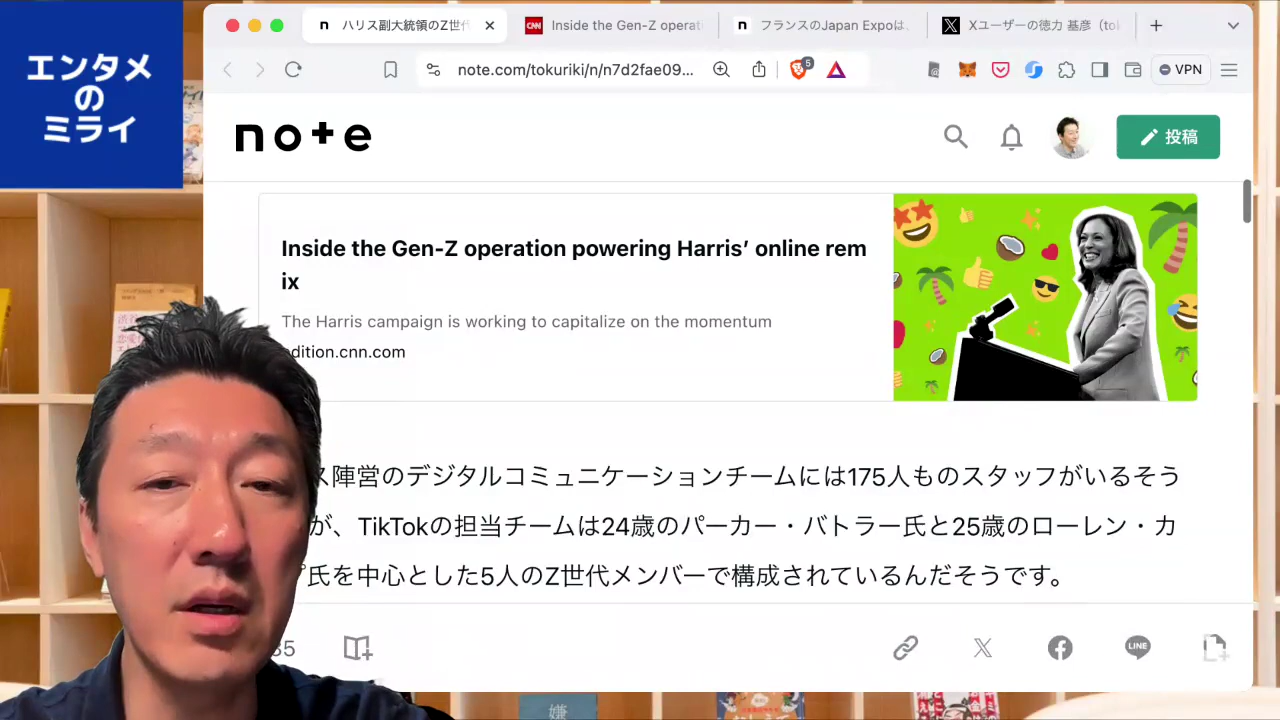 エンタメ
の
ミライ
n ハリス副大統領のZ世代
CNN Inside the Gen-Z operati
n フランスのJapan Expoは、
X Xユーザーの徳力 基彦（tok
note.com/tokuriki/n/n7d2fae09...
5
VPN
note
投稿
Inside the Gen-Z operation powering Harris’ online rem
ix
The Harris campaign is working to capitalize on the momentum
edition.cnn.com
ス陣営のデジタルコミュニケーションチームには175人ものスタッフがいるそう
が、TikTokの担当チームは24歳のパーカー・バトラー氏と25歳のローレン・カ
プ氏を中心とした5人のZ世代メンバーで構成されているんだそうです。
35
LINE
嫌